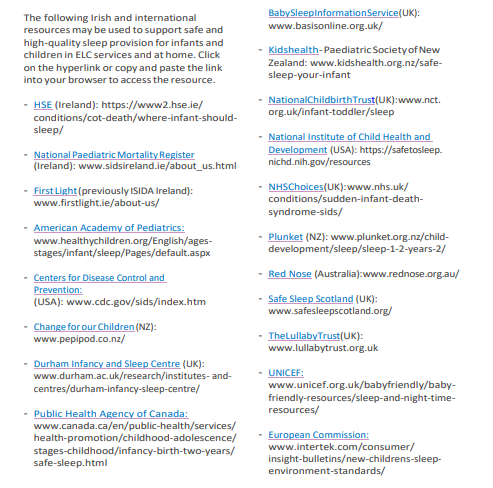 The following Irish and international
resources may be used to support safe and
high-quality sleep provision for infants and
children in ELC services and at home. Click
on the hyperlink or copy and paste the link
into your browser to access the resource.
- HSE (Ireland): https://www2.hse.ie/
conditions/cot-death/where-infant-should-
sleep/
- National Paediatric Mortality Register
(Ireland): www.sidsireland.ie/about_us.html
- First Light (previously ISIDA Ireland):
www.firstlight.ie/about-us/
- American Academy of Pediatrics:
www.healthychildren.org/English/ages-
stages/infant/sleep/Pages/default.aspx
- Centers for Disease Control and
Prevention:
(USA): www.cdc.gov/sids/index.htm
- Change for our Children (NZ):
www.pepipod.co.nz/
- Durham Infancy and Sleep Centre (UK):
www.durham.ac.uk/research/institutes- and-
centres/durham-infancy-sleep-centre/
- Public Health Agency of Canada:
www.canada.ca/en/public-health/services/
health-promotion/childhood-adolescence/
stages-childhood/infancy-birth-two-years/
safe-sleep.html
BabySleepInformationService(UK):
www.basisonline.org.uk/
- Kidshealth- Paediatric Society of New
Zealand: www.kidshealth.org.nz/safe-
sleep-your-infant
- NationalChildbirthTrust(UK):www.nct.
org.uk/infant-toddler/sleep
- National Institute of Child Health and
Development (USA): https://safetosleep.
nichd.nih.gov/resources
- NHSChoices(UK):www.nhs.uk/
conditions/sudden-infant-death-
syndrome-sids/
- Plunket (NZ): www.plunket.org.nz/child-
development/sleep/sleep-1-2-years-2/
- Red Nose (Australia):www.rednose.org.au/
- Safe Sleep Scotland (UK):
www.safesleepscotland.org/
- TheLullabyTrust(UK):
www.lullabytrust.org.uk
- UNICEF:
www.unicef.org.uk/babyfriendly/baby-
friendly-resources/sleep-and-night-time-
resources/
- European Commission:
www.intertek.com/consumer/
insight-bulletins/new-childrens-sleep-
environment-standards/